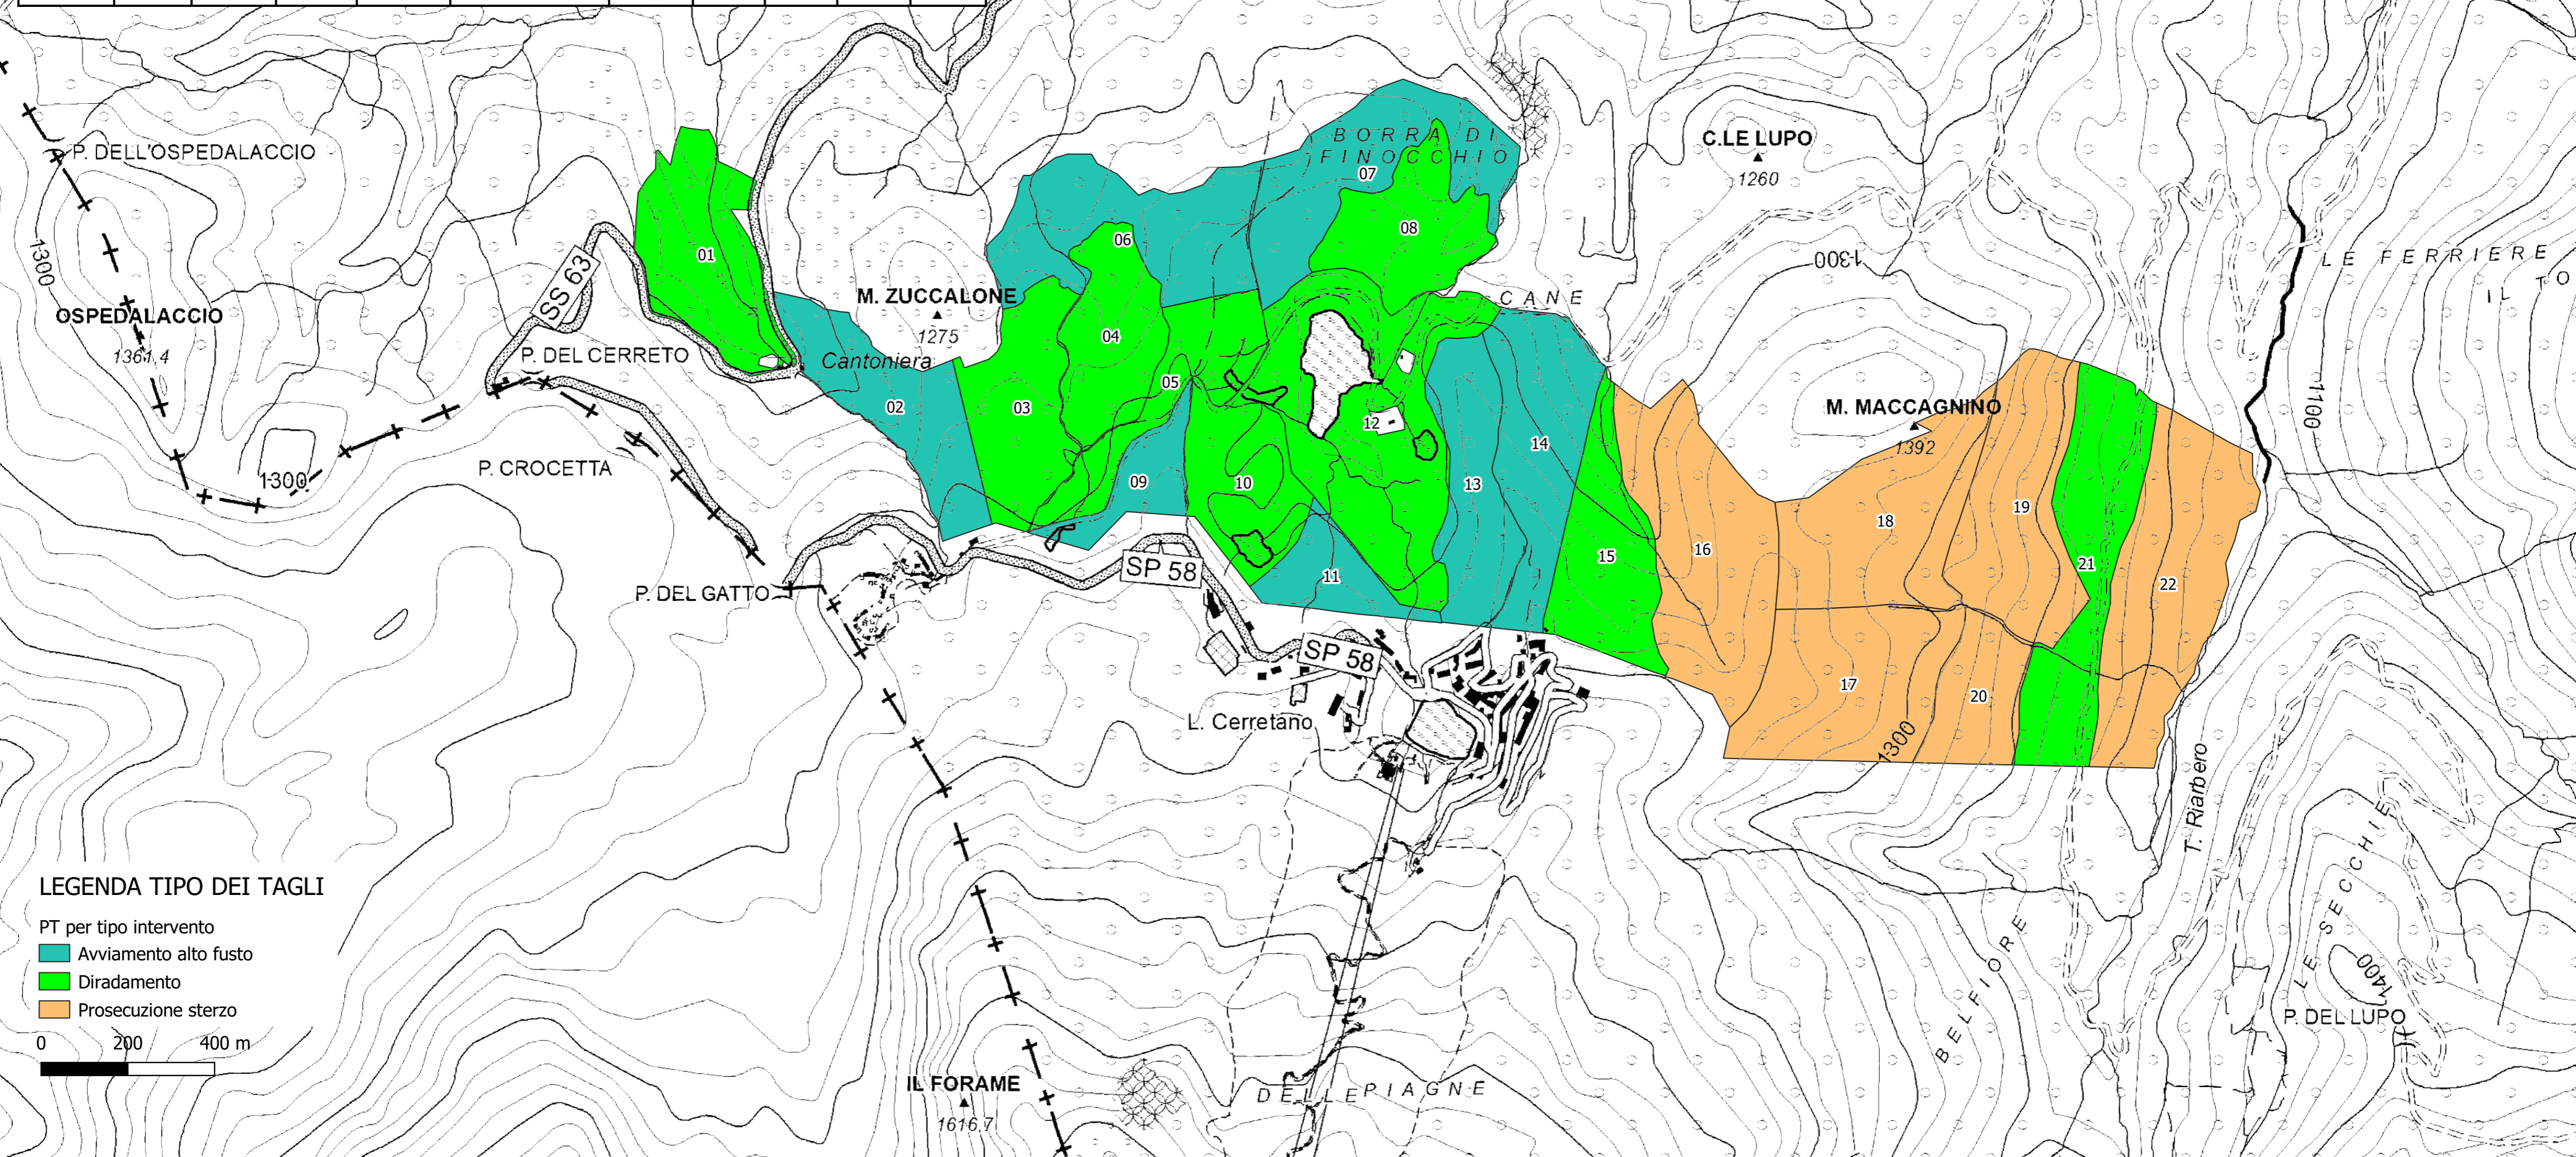 BORRA DI
FINOCCHIO
07
C.LE LUPO
1260
P. DELL'OSPEDALACCIO
1300
01
SS 63
06
08
1300
LE FERRIERE
IL TO
OSPEDALACCIO
1361.4
M. ZUCCALONE
1275
CANE
P. DEL CERRETO
Cantoniera
04
05
02
03
12
M. MACCAGNINO
1392
1100
P. CROCETTA
1300
09
10
13
14
18
19
16
15
21
22
11
SP 58
P. DEL GATTO
SP 58
17
20
L. Cerretano
1300
T. Riarbero
LE SECCHIE
BELFIORE
1400
P. DEL LUPO
IL FORAME
1616.7
DELLE PIAGNE
LEGENDA TIPO DEI TAGLI
PT per tipo intervento
Avviamento alto fusto
Diradamento
Prosecuzione sterzo
0 200 400 m